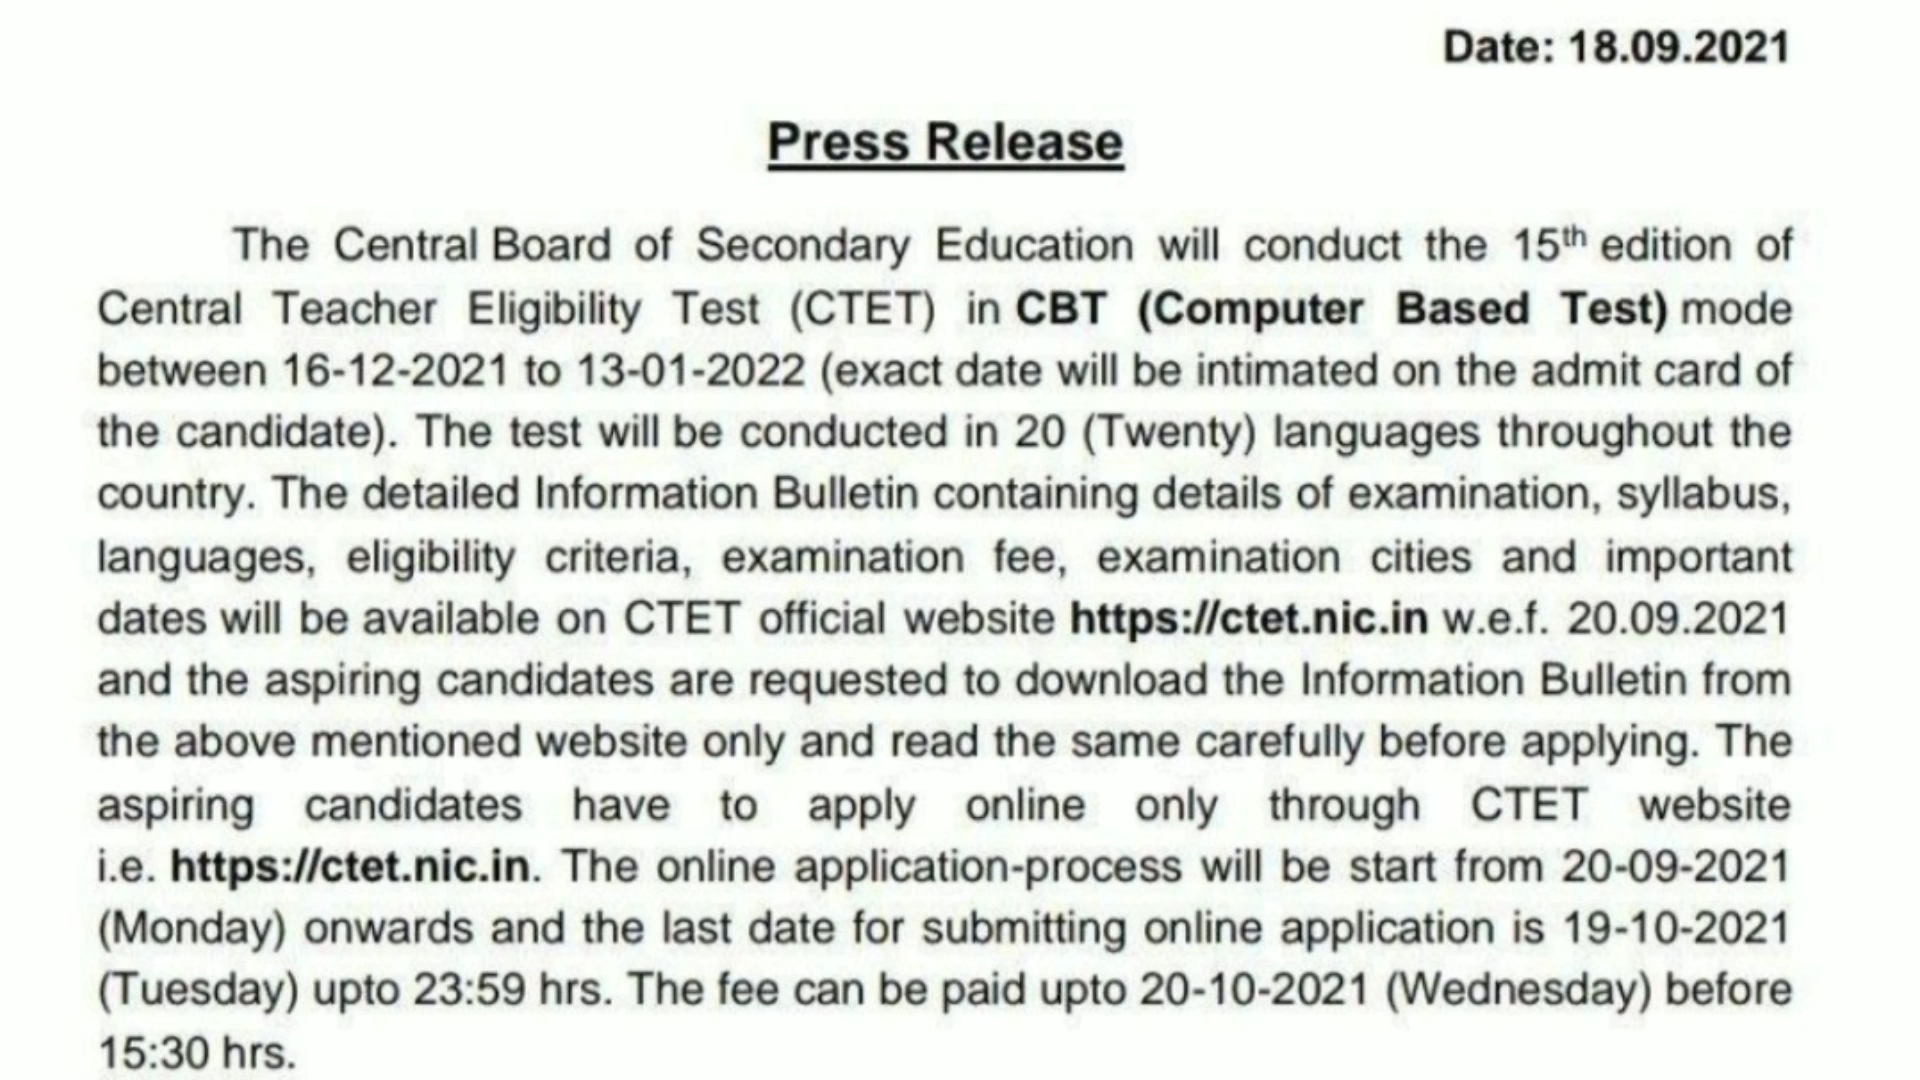 Date: 18.09.2021
Press Release
The Central Board of Secondary Education will conduct the 15th edition of
Central Teacher Eligibility Test (CTET) in CBT (Computer Based Test) mode
between 16-12-2021 to 13-01-2022 (exact date will be intimated on the admit card of
the candidate). The test will be conducted in 20 (Twenty) languages throughout the
country. The detailed Information Bulletin containing details of examination, syllabus,
languages, eligibility criteria, examination fee, examination cities and important
dates will be available on CTET official website https://ctet.nic.in w.e.f. 20.09.2021
and the aspiring candidates are requested to download the Information Bulletin from
the above mentioned website only and read the same carefully before applying. The
aspiring candidates have to apply online only through CTET website
i.e. https://ctet.nic.in. The online application-process will be start from 20-09-2021
(Monday) onwards and the last date for submitting online application is 19-10-2021
(Tuesday) upto 23:59 hrs. The fee can be paid upto 20-10-2021 (Wednesday) before
15:30 hrs.